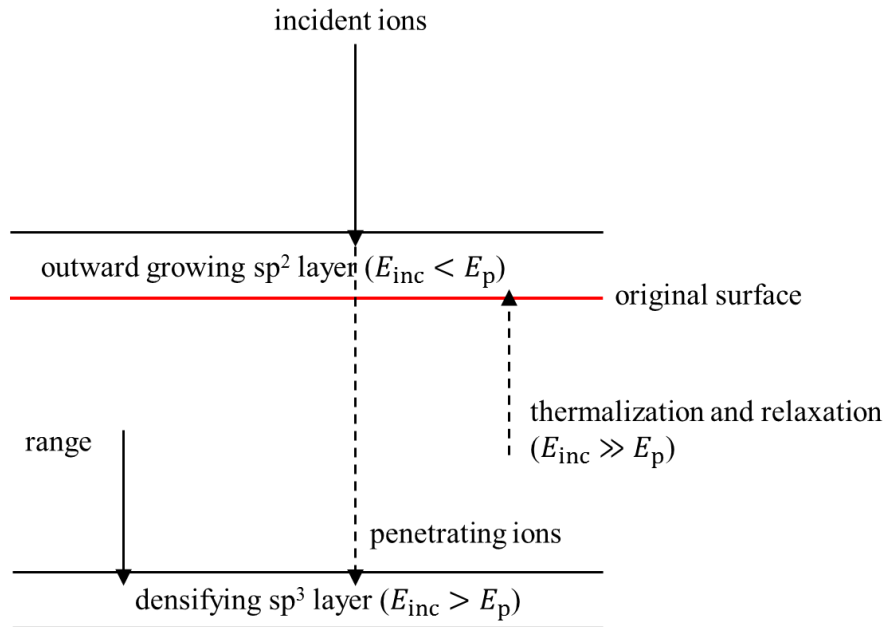 incident ions
outward growing sp² layer (E_inc < E_p)
original surface
thermalization and relaxation
(E_inc ≫ E_p)
range
penetrating ions
densifying sp³ layer (E_inc > E_p)